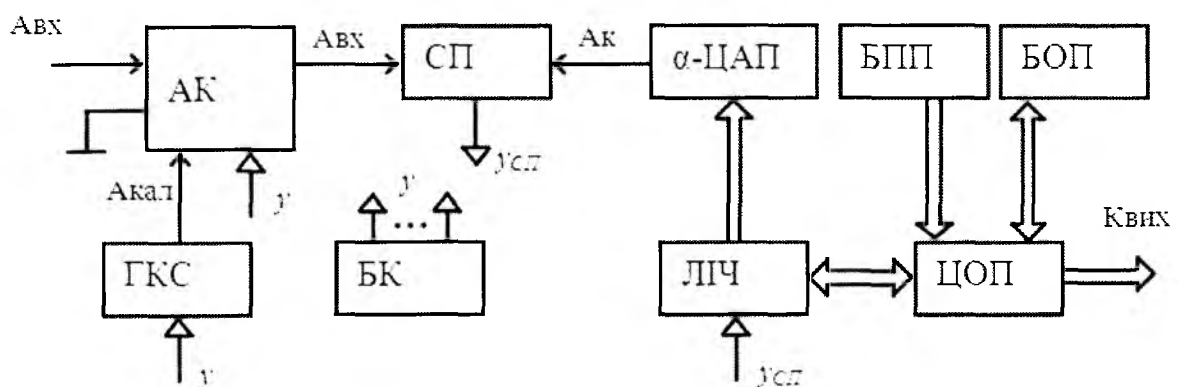 Авх
АК
Авх
СП
Ак
α-ЦАП
БПП
БОП
Акал
у
усп
у
...
Квих
ГКС
БК
ЛІЧ
ЦОП
у
усп